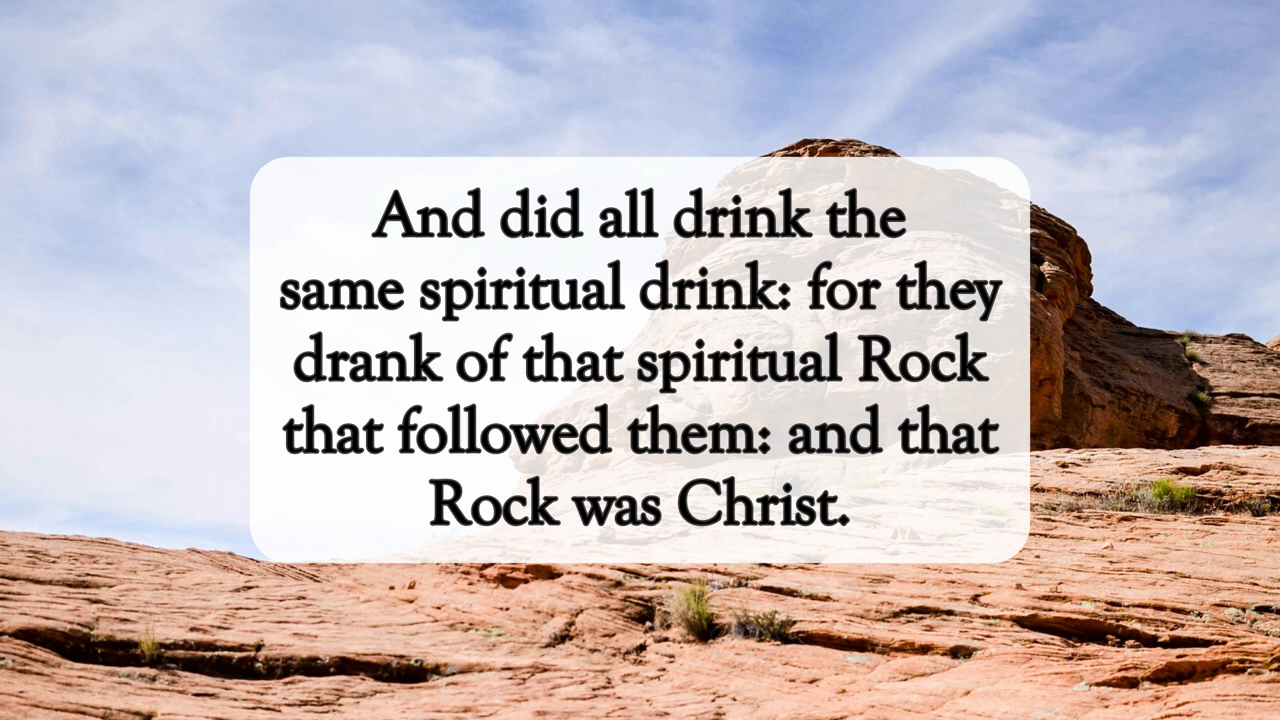 And did all drink the
same spiritual drink: for they
drank of that spiritual Rock
that followed them: and that
Rock was Christ.